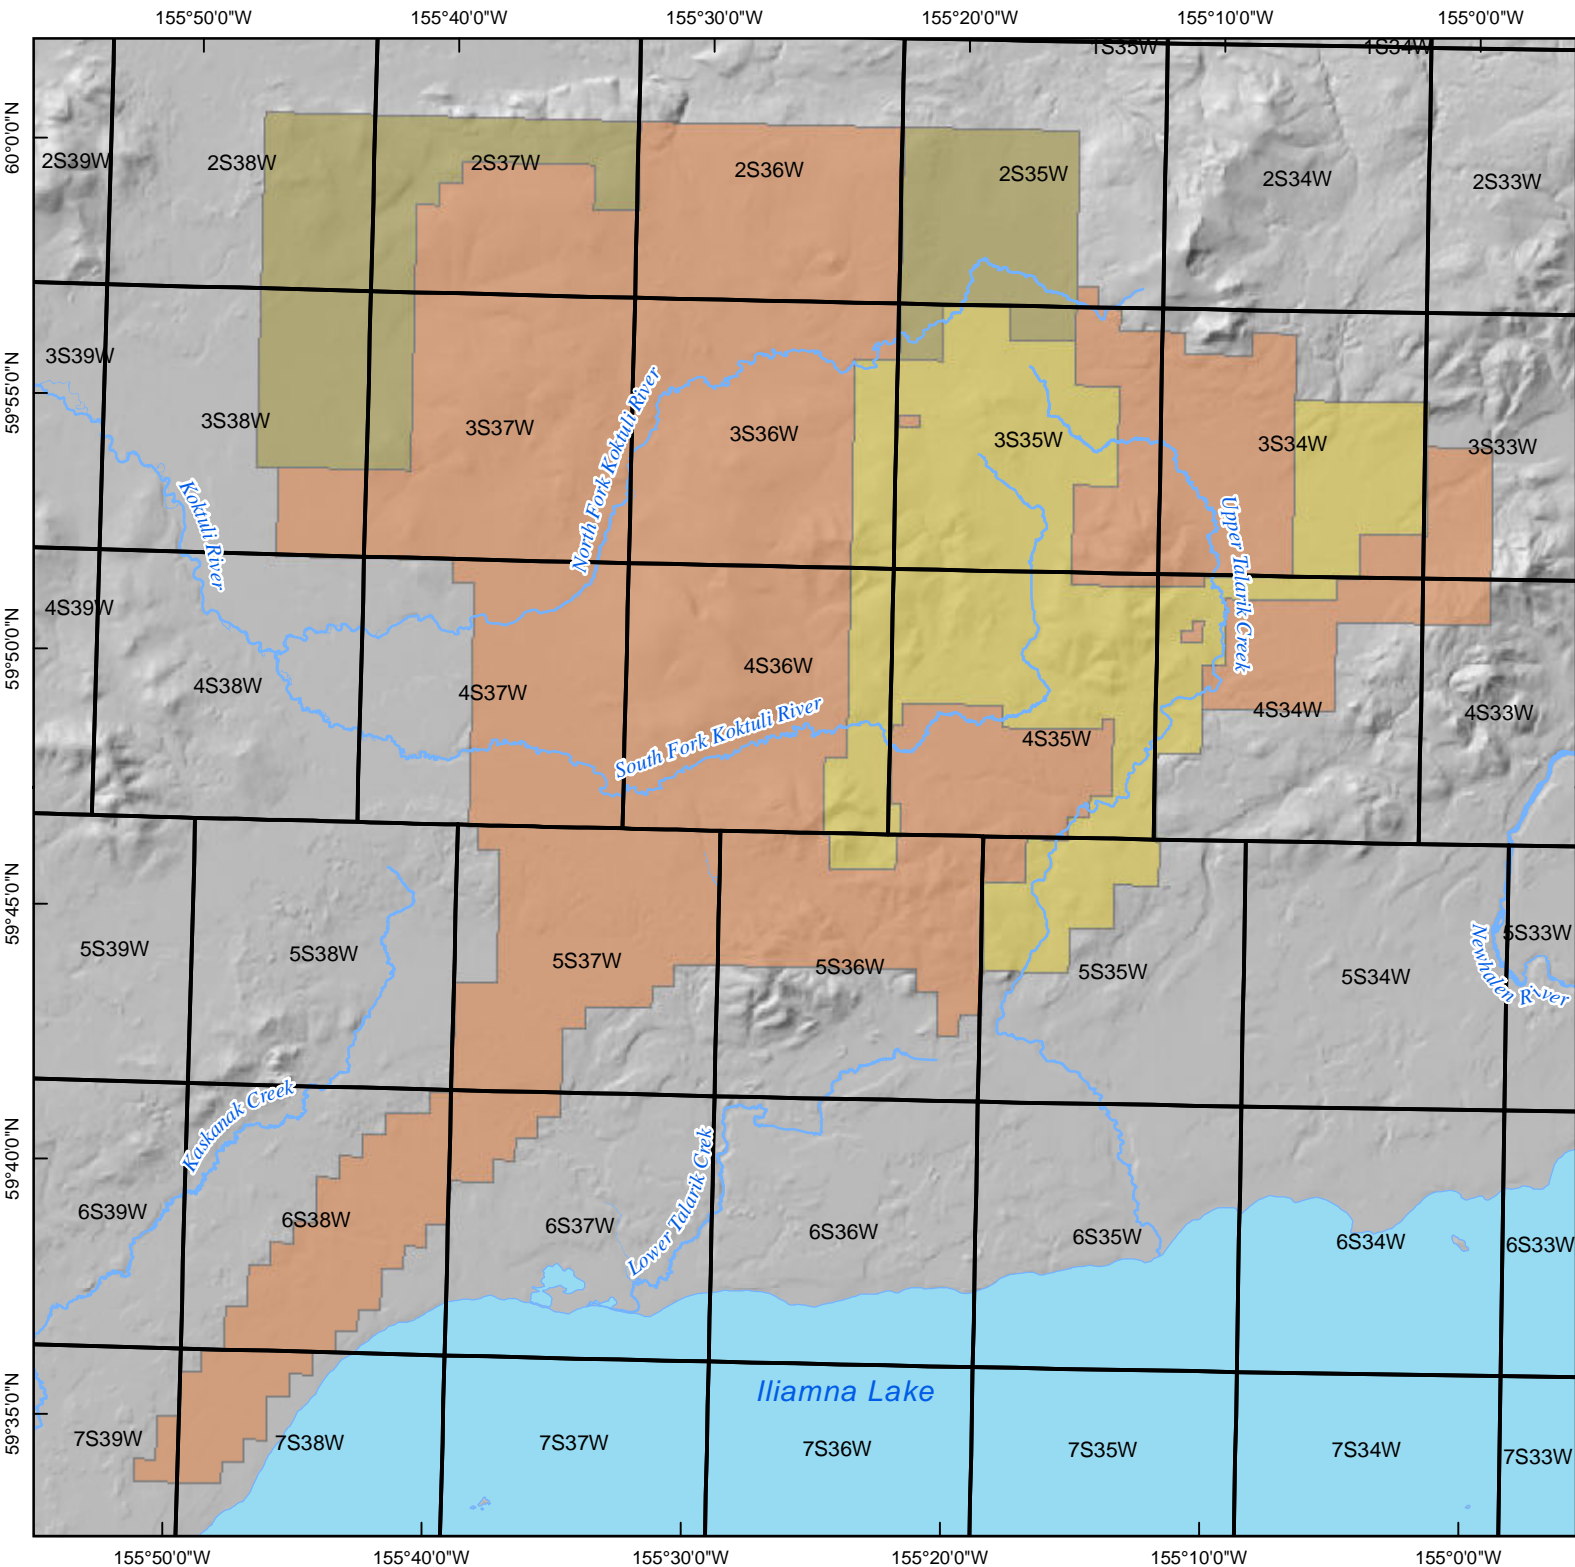 155°50'0"W 155°40'0"W 155°30'0"W 155°20'0"W 155°10'0"W 155°0'0"W
1S35W 1S34W
60°0'0"N
2S39W 2S38W 2S37W 2S36W 2S35W 2S34W 2S33W
59°55'0"N
3S39W 3S38W 3S37W 3S36W 3S35W 3S34W 3S33W
Koktuli River
North Fork Koktuli River
Upper Talarik Creek
59°50'0"N
4S39W 4S38W 4S37W 4S36W 4S35W 4S34W 4S33W
South Fork Koktuli River
59°45'0"N
5S39W 5S38W 5S37W 5S36W 5S35W 5S34W 5S33W
Newhalen River
Kaskanak Creek
59°40'0"N
Lower Talarik Crek
6S39W 6S38W 6S37W 6S36W 6S35W 6S34W 6S33W
Iliamna Lake
59°35'0"N
7S39W 7S38W 7S37W 7S36W 7S35W 7S34W 7S33W
155°50'0"W 155°40'0"W 155°30'0"W 155°20'0"W 155°10'0"W 155°0'0"W